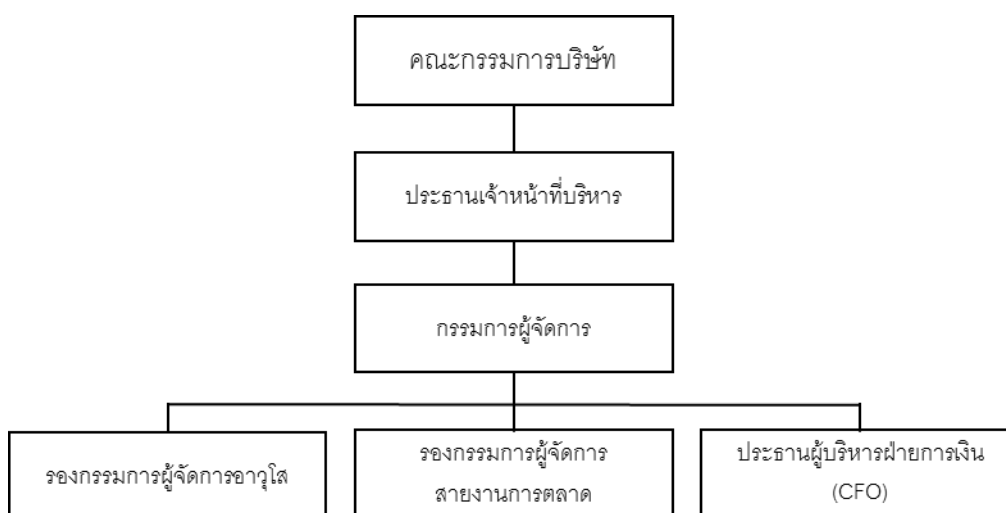 คณะกรรมการบริษัท
ประธานเจ้าหน้าที่บริหาร
กรรมการผู้จัดการ
รองกรรมการผู้จัดการอาวุโส
รองกรรมการผู้จัดการ
สายงานการตลาด
ประธานผู้บริหารฝ่ายการเงิน
(CFO)